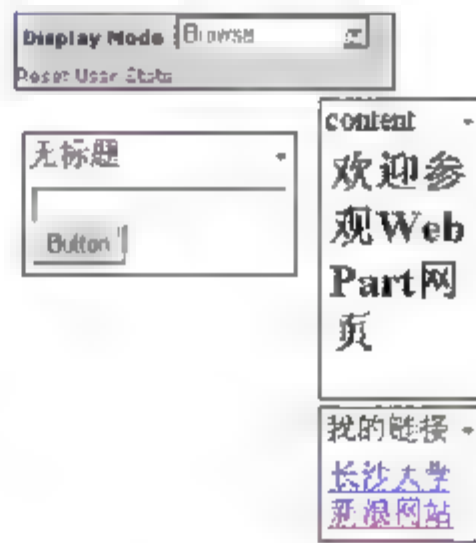 Display Mode Browse
Reset User State
无标题
Button
content
欢迎参
观Web
Part网
页
我的链接
长沙大学
新浪网站